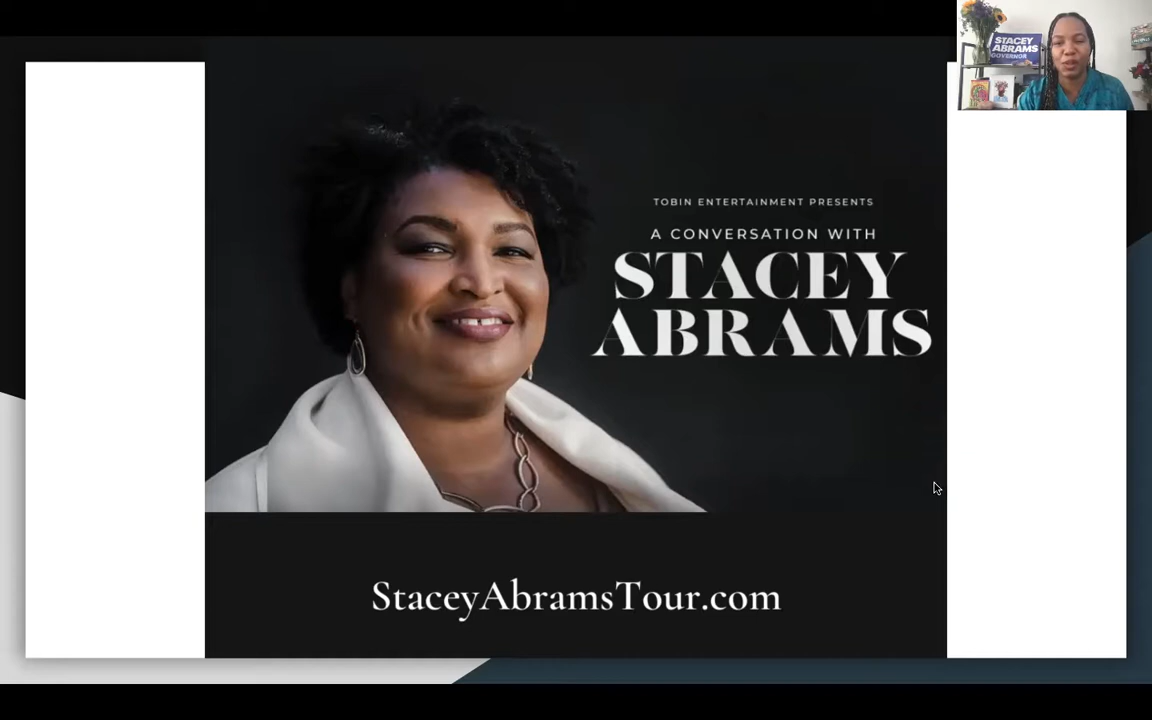 TOBIN ENTERTAINMENT PRESENTS
A CONVERSATION WITH
STACEY
ABRAMS
StaceyAbramsTour.com
STACEY
ABRAMS
GOVERNOR